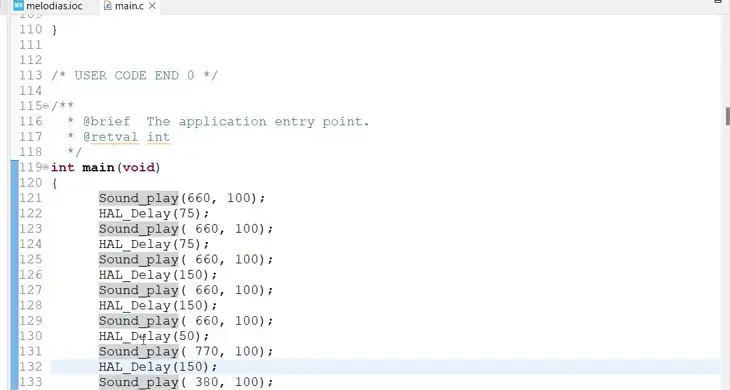 melodias.ioc
main.c
109
110 }
111
112
113 /* USER CODE END 0 */
114
115 /**
116 * @brief The application entry point.
117 * @retval int
118 */
119 int main(void)
120 {
121 Sound_play(660, 100);
122 HAL_Delay(75);
123 Sound_play( 660, 100);
124 HAL_Delay(75);
125 Sound_play( 660, 100);
126 HAL_Delay(150);
127 Sound_play( 660, 100);
128 HAL_Delay(150);
129 Sound_play( 660, 100);
130 HAL_Delay(50);
131 Sound_play( 770, 100);
132 HAL_Delay(150);
133 Sound_play( 380, 100);